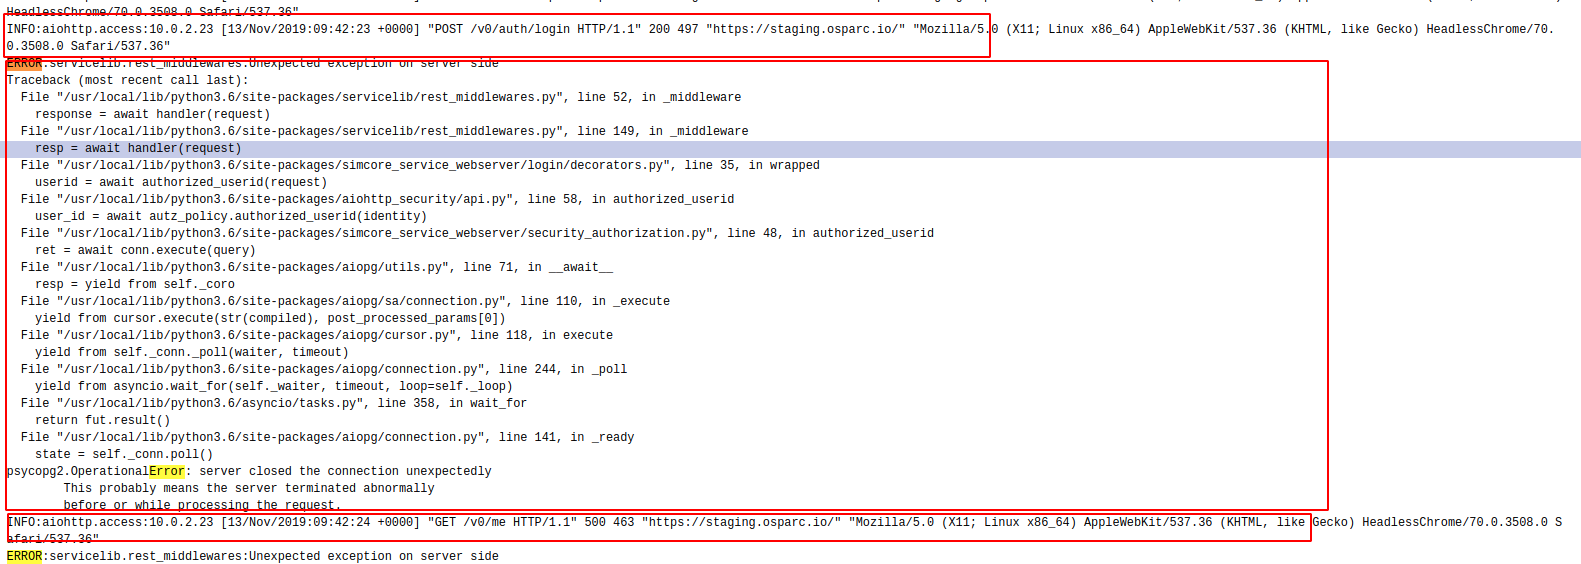 HeadlessChrome/70.0.3508.0 Safari/537.36"
INFO:aiohttp.access:10.0.2.23 [13/Nov/2019:09:42:23 +0000] "POST /v0/auth/login HTTP/1.1" 200 497 "https://staging.osparc.io/" "Mozilla/5.0 (X11; Linux x86_64) AppleWebKit/537.36 (KHTML, like Gecko) HeadlessChrome/70.
0.3508.0 Safari/537.36"
ERROR:servicelib.rest_middlewares:Unexpected exception on server side
Traceback (most recent call last):
  File "/usr/local/lib/python3.6/site-packages/servicelib/rest_middlewares.py", line 52, in _middleware
    response = await handler(request)
  File "/usr/local/lib/python3.6/site-packages/servicelib/rest_middlewares.py", line 149, in _middleware
    resp = await handler(request)
  File "/usr/local/lib/python3.6/site-packages/simcore_service_webserver/login/decorators.py", line 35, in wrapped
    userid = await authorized_userid(request)
  File "/usr/local/lib/python3.6/site-packages/aiohttp_security/api.py", line 58, in authorized_userid
    user_id = await autz_policy.authorized_userid(identity)
  File "/usr/local/lib/python3.6/site-packages/simcore_service_webserver/security_authorization.py", line 48, in authorized_userid
    ret = await conn.execute(query)
  File "/usr/local/lib/python3.6/site-packages/aiopg/utils.py", line 71, in __await__
    resp = yield from self._coro
  File "/usr/local/lib/python3.6/site-packages/aiopg/sa/connection.py", line 110, in _execute
    yield from cursor.execute(str(compiled), post_processed_params[0])
  File "/usr/local/lib/python3.6/site-packages/aiopg/cursor.py", line 118, in execute
    yield from self._conn._poll(waiter, timeout)
  File "/usr/local/lib/python3.6/site-packages/aiopg/connection.py", line 244, in _poll
    yield from asyncio.wait_for(self._waiter, timeout, loop=self._loop)
  File "/usr/local/lib/python3.6/asyncio/tasks.py", line 358, in wait_for
    return fut.result()
  File "/usr/local/lib/python3.6/site-packages/aiopg/connection.py", line 141, in _ready
    state = self._conn.poll()
psycopg2.OperationalError: server closed the connection unexpectedly
        This probably means the server terminated abnormally
        before or while processing the request.
INFO:aiohttp.access:10.0.2.23 [13/Nov/2019:09:42:24 +0000] "GET /v0/me HTTP/1.1" 500 463 "https://staging.osparc.io/" "Mozilla/5.0 (X11; Linux x86_64) AppleWebKit/537.36 (KHTML, like Gecko) HeadlessChrome/70.0.3508.0 S
afari/537.36"
ERROR:servicelib.rest_middlewares:Unexpected exception on server side